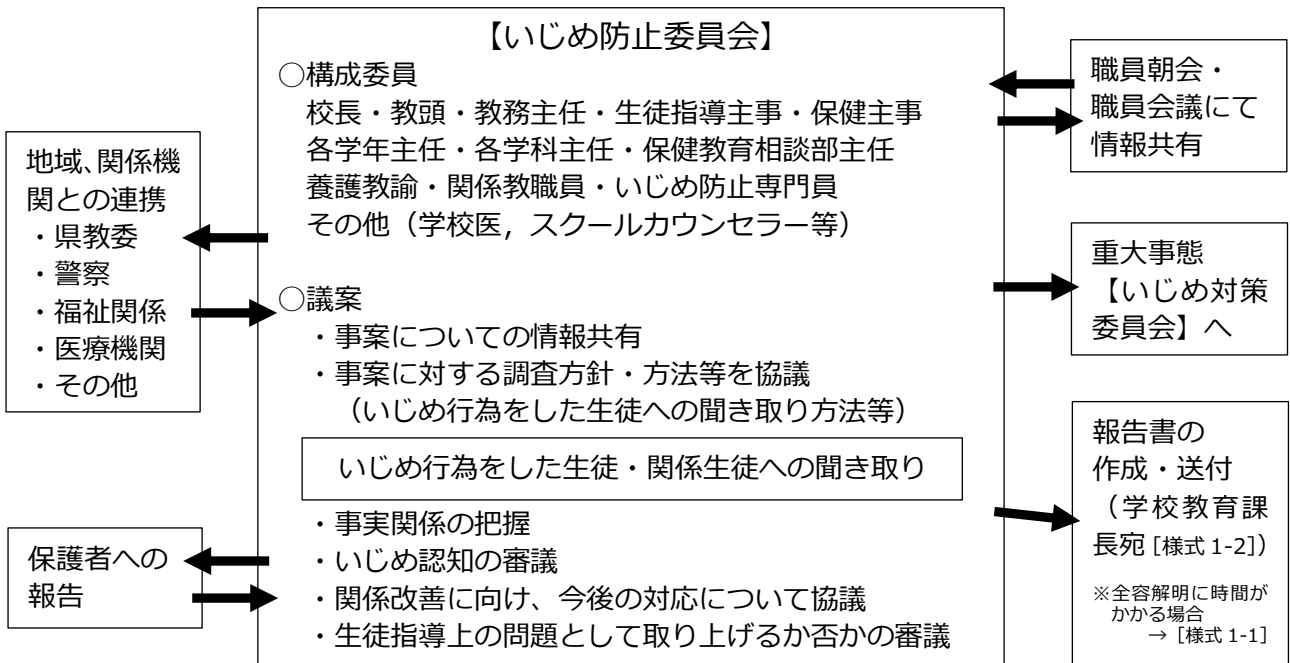 【いじめ防止委員会】
○構成委員
校長・教頭・教務主任・生徒指導主事・保健主事
各学年主任・各学科主任・保健教育相談部主任
養護教諭・関係教職員・いじめ防止専門員
その他（学校医，スクールカウンセラー等）
○議案
・事案についての情報共有
・事案に対する調査方針・方法等を協議
（いじめ行為をした生徒への聞き取り方法等）
いじめ行為をした生徒・関係生徒への聞き取り
・事実関係の把握
・いじめ認知の審議
・関係改善に向け、今後の対応について協議
・生徒指導上の問題として取り上げるか否かの審議
地域、関係機
関との連携
・県教委
・警察
・福祉関係
・医療機関
・その他
保護者への
報告
職員朝会・
職員会議にて
情報共有
重大事態
【いじめ対策
委員会】へ
報告書の
作成・送付
（学校教育課
長宛［様式 1-2］）
※全容解明に時間が
かかる場合
→［様式 1-1］